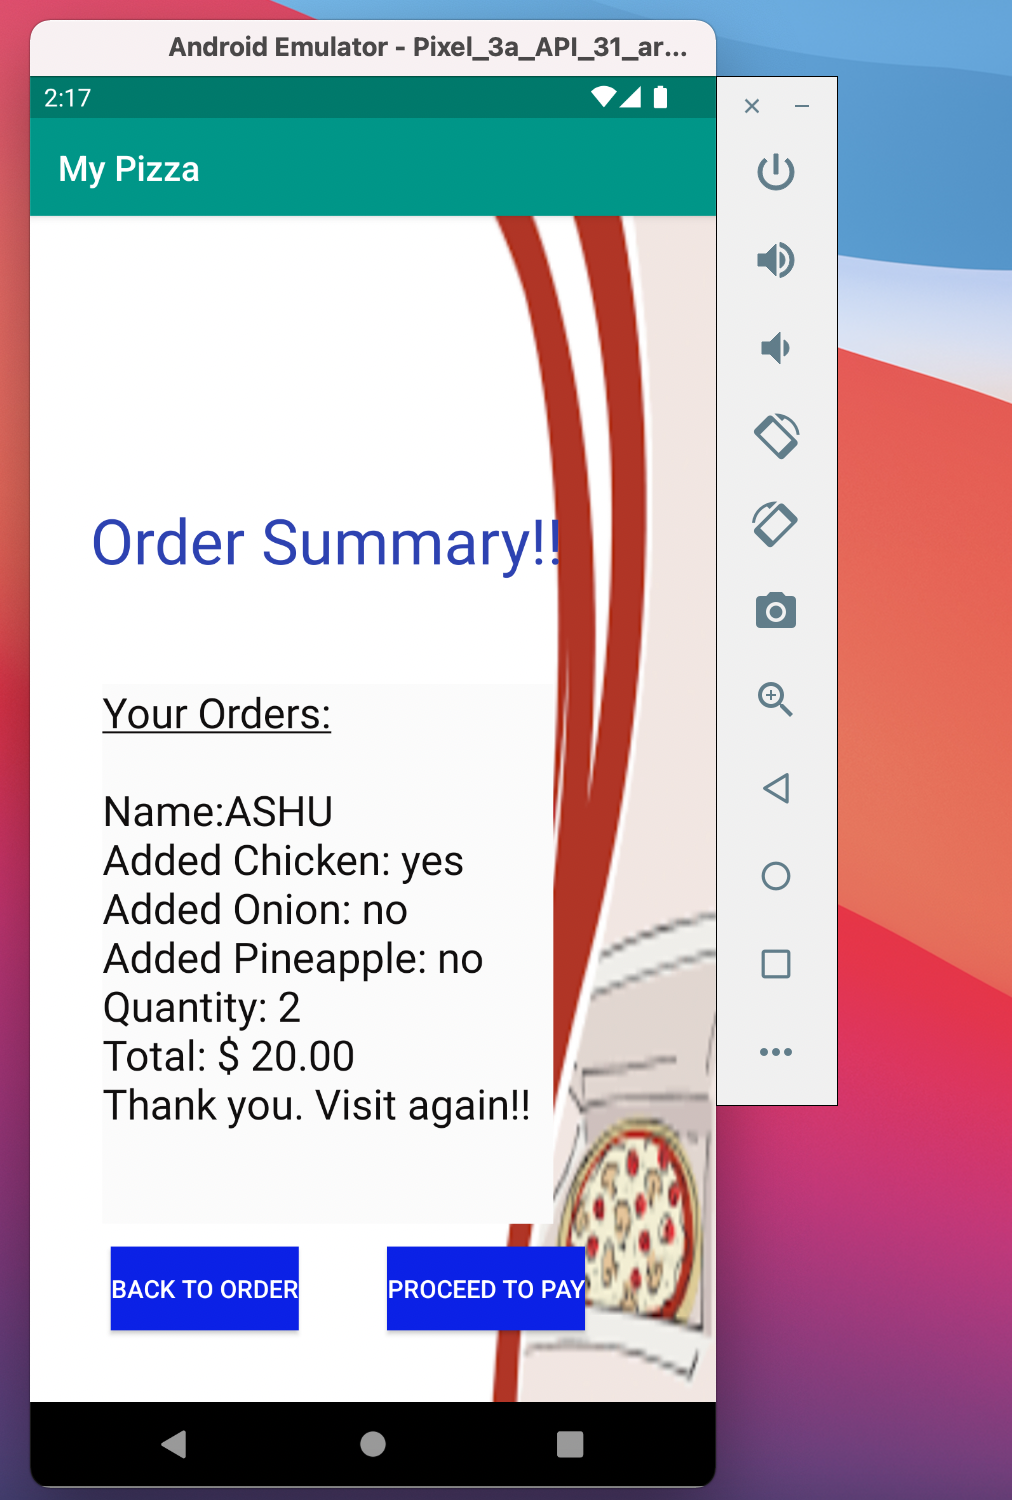 Android Emulator - Pixel_3a_API_31_ar...
2:17
My Pizza
Order Summary!!
Your Orders:
Name:ASHU
Added Chicken: yes
Added Onion: no
Added Pineapple: no
Quantity: 2
Total: $ 20.00
Thank you. Visit again!!
BACK TO ORDER
PROCEED TO PAY